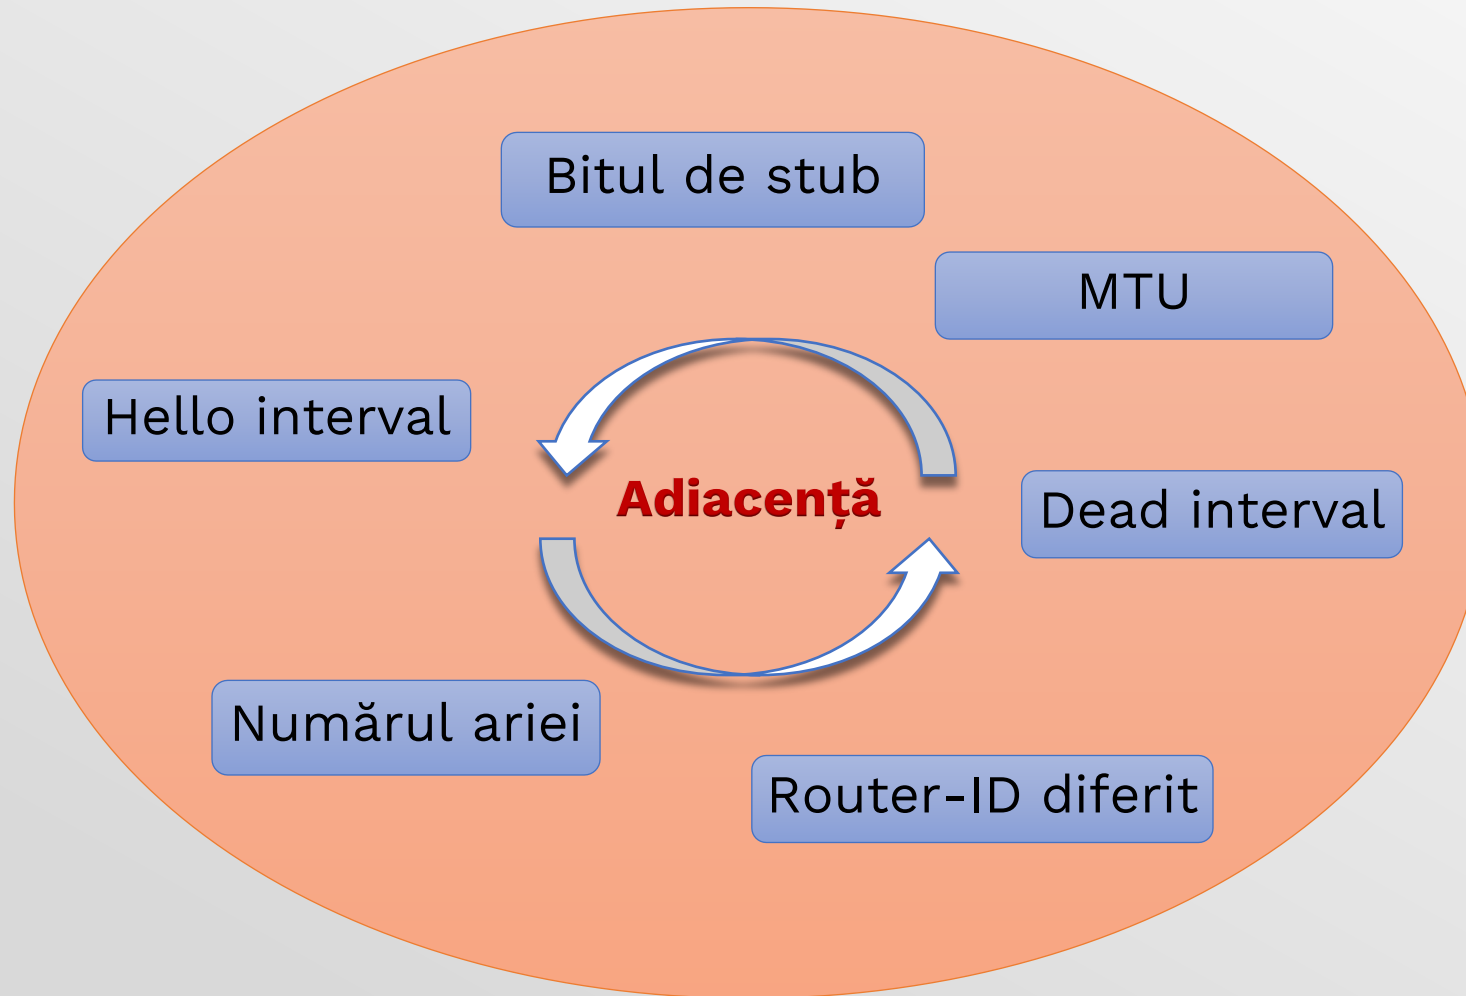 Bitul de stub
MTU
Hello interval
Adiacență
Dead interval
Numărul ariei
Router-ID diferit